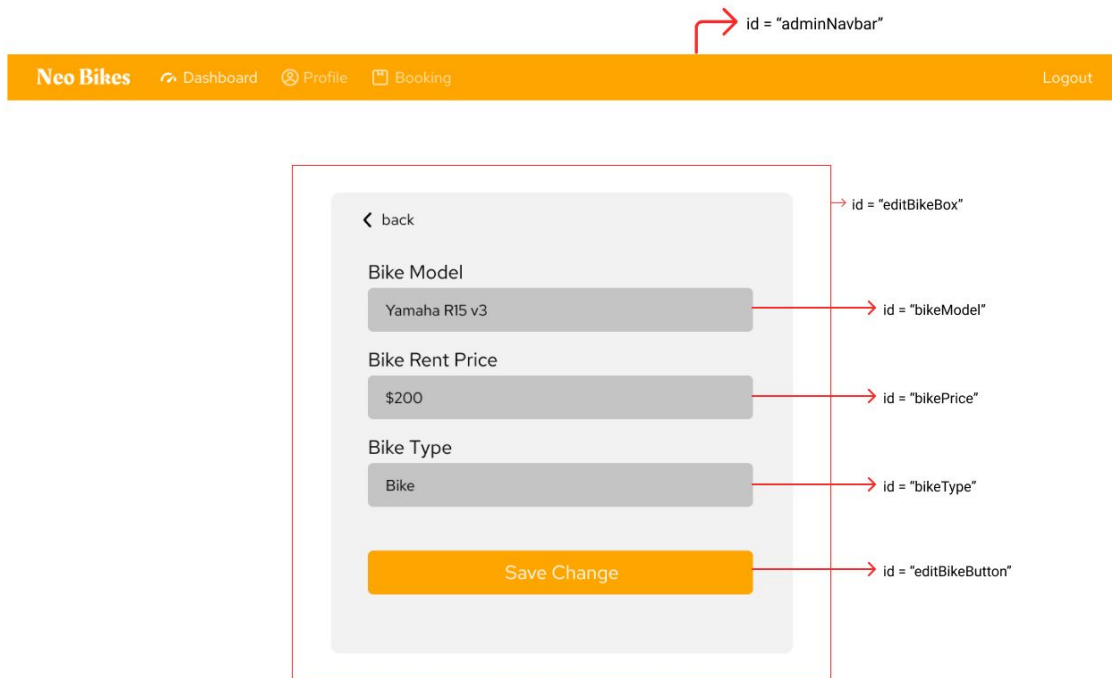 id = “adminNavbar”
Neo Bikes Dashboard Profile Booking Logout
back
id = “editBikeBox”
Bike Model
Yamaha R15 v3
id = “bikeModel”
Bike Rent Price
$200
id = “bikePrice”
Bike Type
Bike
id = “bikeType”
Save Change
id = “editBikeButton”